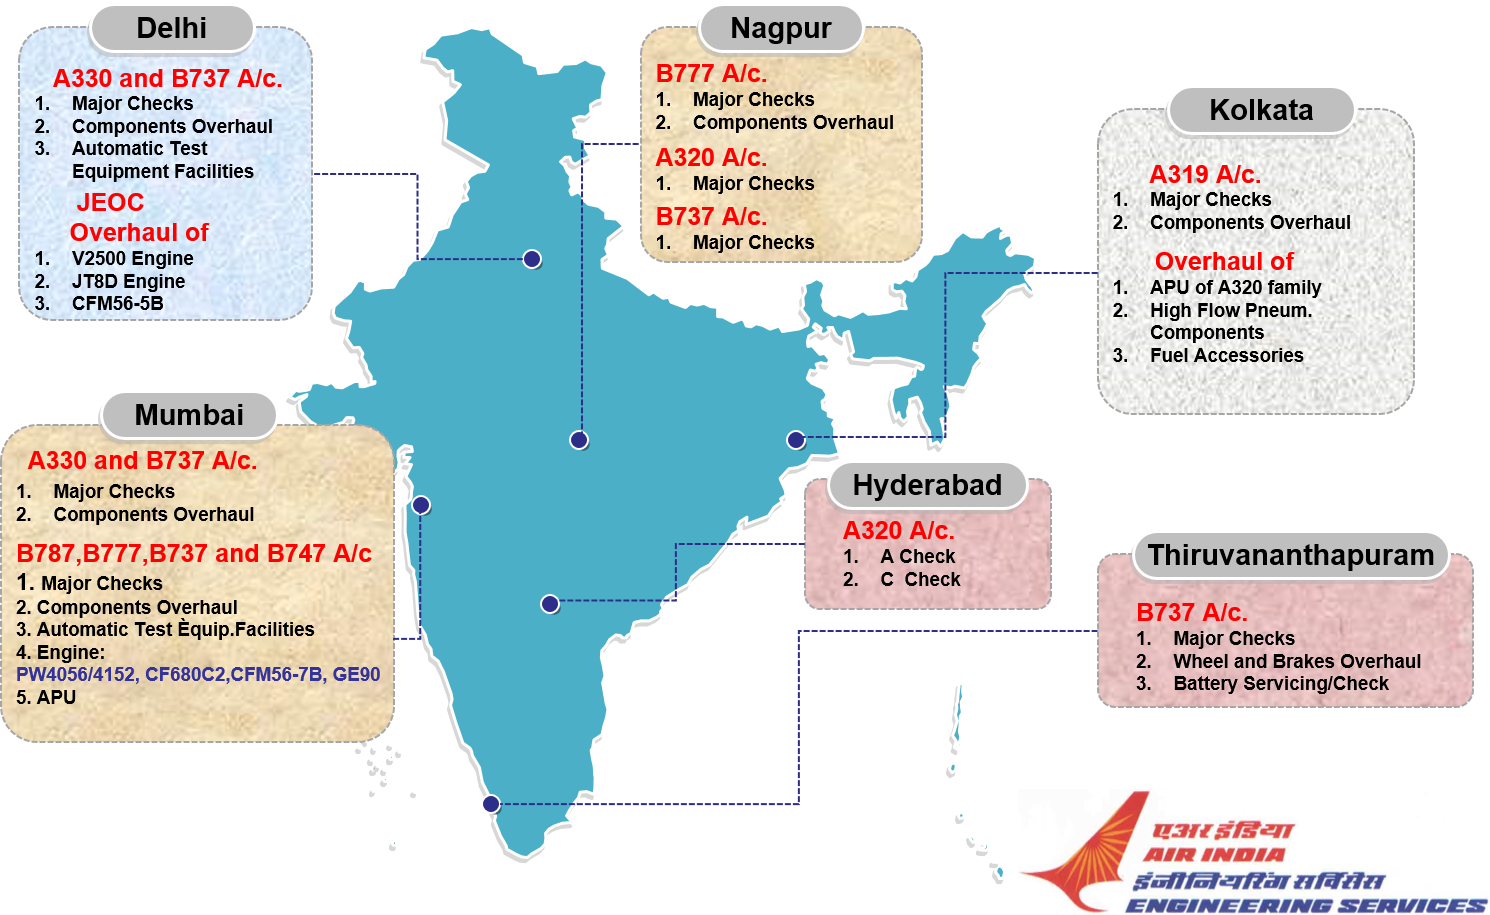 Delhi
A330 and B737 A/c.
1. Major Checks
2. Components Overhaul
3. Automatic Test
Equipment Facilities
JEOC
Overhaul of
1. V2500 Engine
2. JT8D Engine
3. CFM56-5B
Nagpur
B777 A/c.
1. Major Checks
2. Components Overhaul
A320 A/c.
1. Major Checks
B737 A/c.
1. Major Checks
Kolkata
A319 A/c.
1. Major Checks
2. Components Overhaul
Overhaul of
1. APU of A320 family
2. High Flow Pneum.
Components
3. Fuel Accessories
Mumbai
A330 and B737 A/c.
1. Major Checks
2. Components Overhaul
B787,B777,B737 and B747 A/c
1. Major Checks
2. Components Overhaul
3. Automatic Test Èquip.Facilities
4. Engine:
PW4056/4152, CF680C2,CFM56-7B, GE90
5. APU
Hyderabad
A320 A/c.
1. A Check
2. C Check
Thiruvananthapuram
B737 A/c.
1. Major Checks
2. Wheel and Brakes Overhaul
3. Battery Servicing/Check
एअर इंडिया
AIR INDIA
इंजीनियरिंग सर्विसेस
ENGINEERING SERVICES